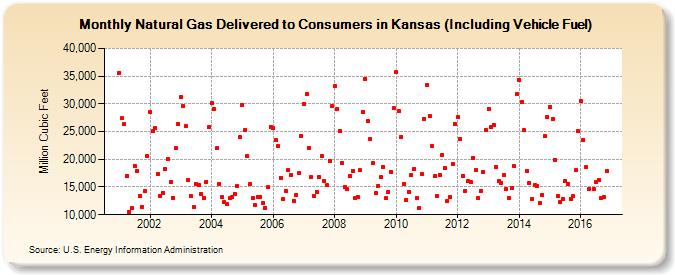 Monthly Natural Gas Delivered to Consumers in Kansas (Including Vehicle Fuel)
Million Cubic Feet
40,000
35,000
30,000
25,000
20,000
15,000
10,000
2002 2004 2006 2008 2010 2012 2014 2016
Source: U.S. Energy Information Administration